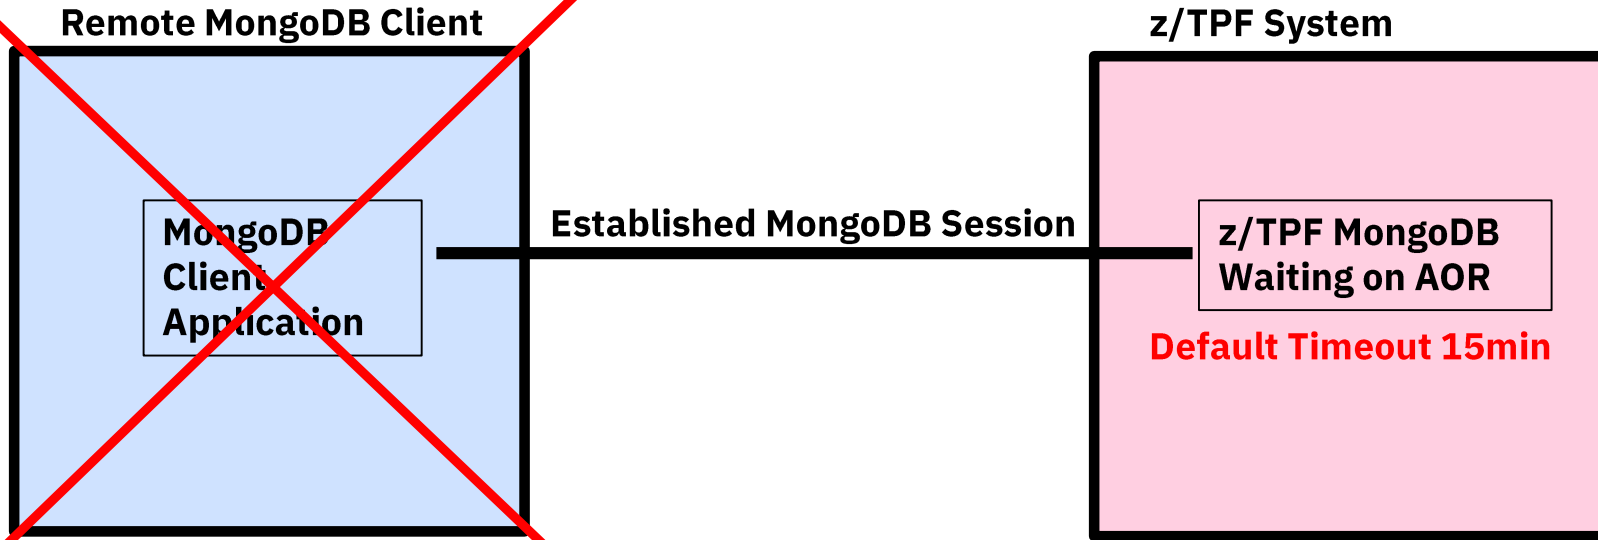 Remote MongoDB Client
z/TPF System
MongoDB
Client
Application
Established MongoDB Session
z/TPF MongoDB
Waiting on AOR
Default Timeout 15min